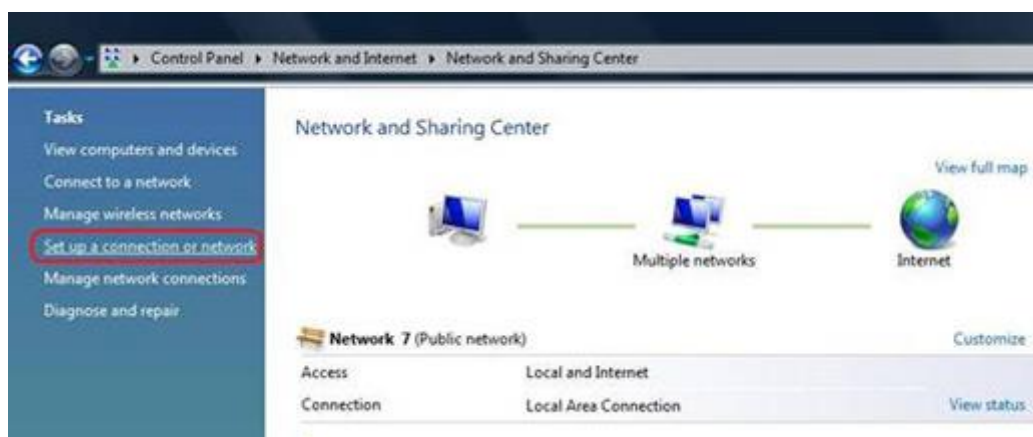 Control Panel Network and Internet Network and Sharing Center
Tasks
View computers and devices
Connect to a network
Manage wireless networks
Set up a connection or network
Manage network connections
Diagnose and repair
Network and Sharing Center
View full map
Multiple networks
Internet
Network 7 (Public network)
Customize
Access
Local and Internet
Connection
Local Area Connection
View status